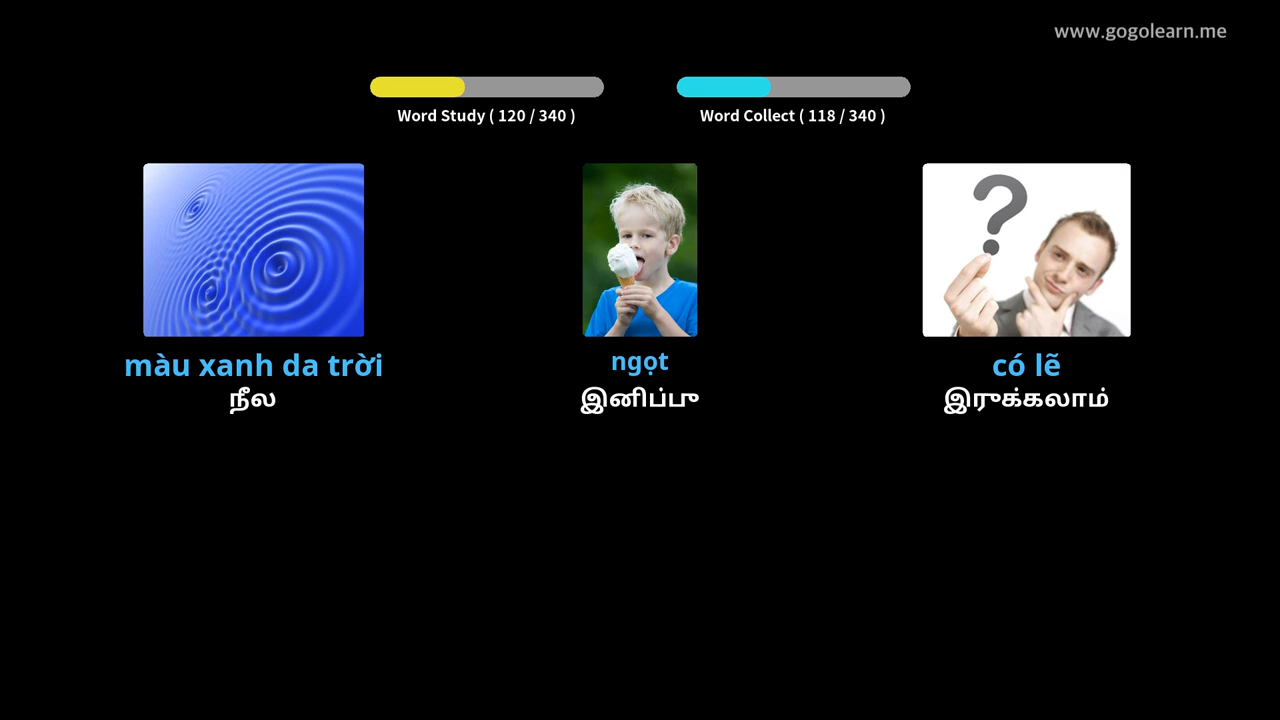 www.gogolearn.me
Word Study ( 120 / 340 )
Word Collect ( 118 / 340 )
màu xanh da trời
ngọt
có lẽ
நீல
இனிப்பு
இருக்கலாம்